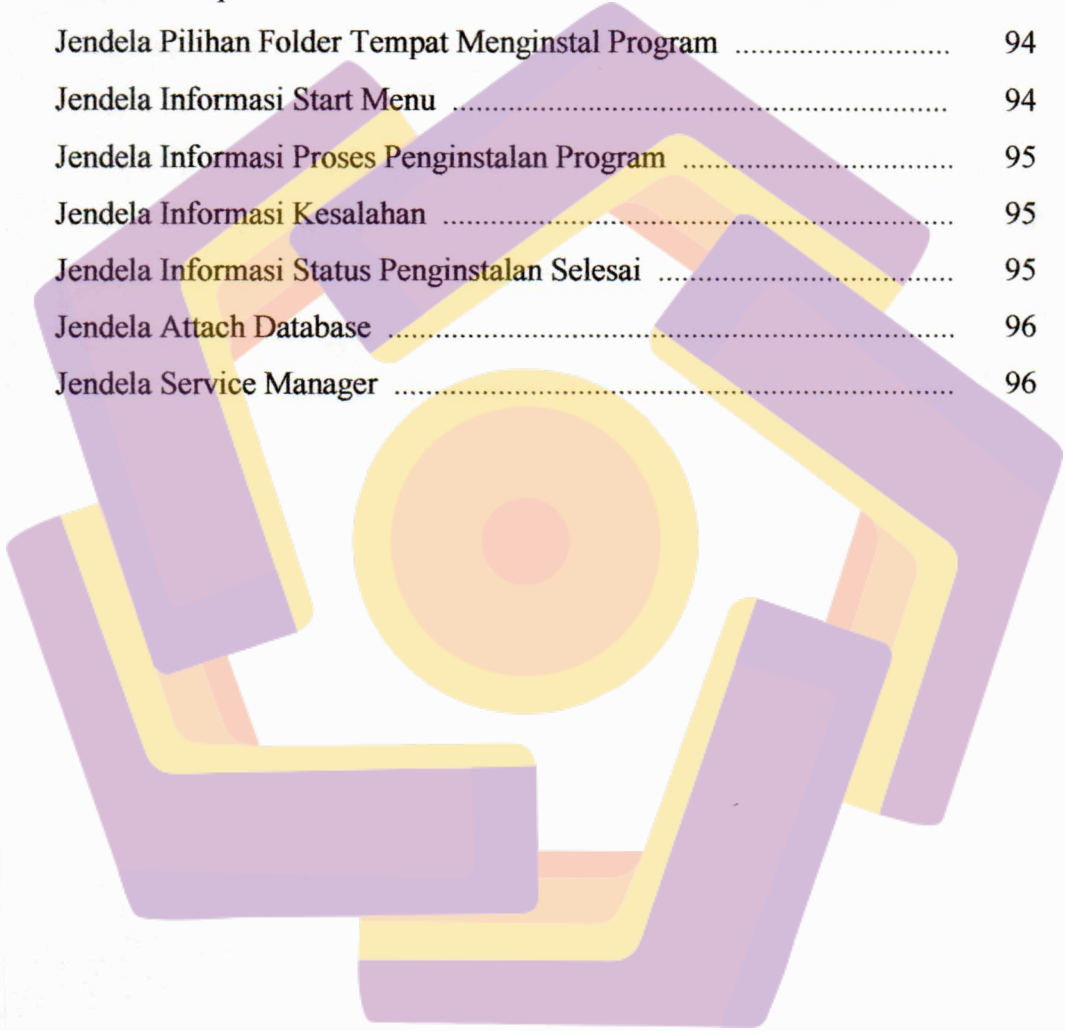 Jendela Pilihan Folder Tempat Menginstal Program ............................ 94
Jendela Informasi Start Menu ................................................................ 94
Jendela Informasi Proses Penginstalan Program ................................... 95
Jendela Informasi Kesalahan .................................................................. 95
Jendela Informasi Status Penginstalan Selesai ...................................... 95
Jendela Attach Database ......................................................................... 96
Jendela Service Manager ........................................................................ 96